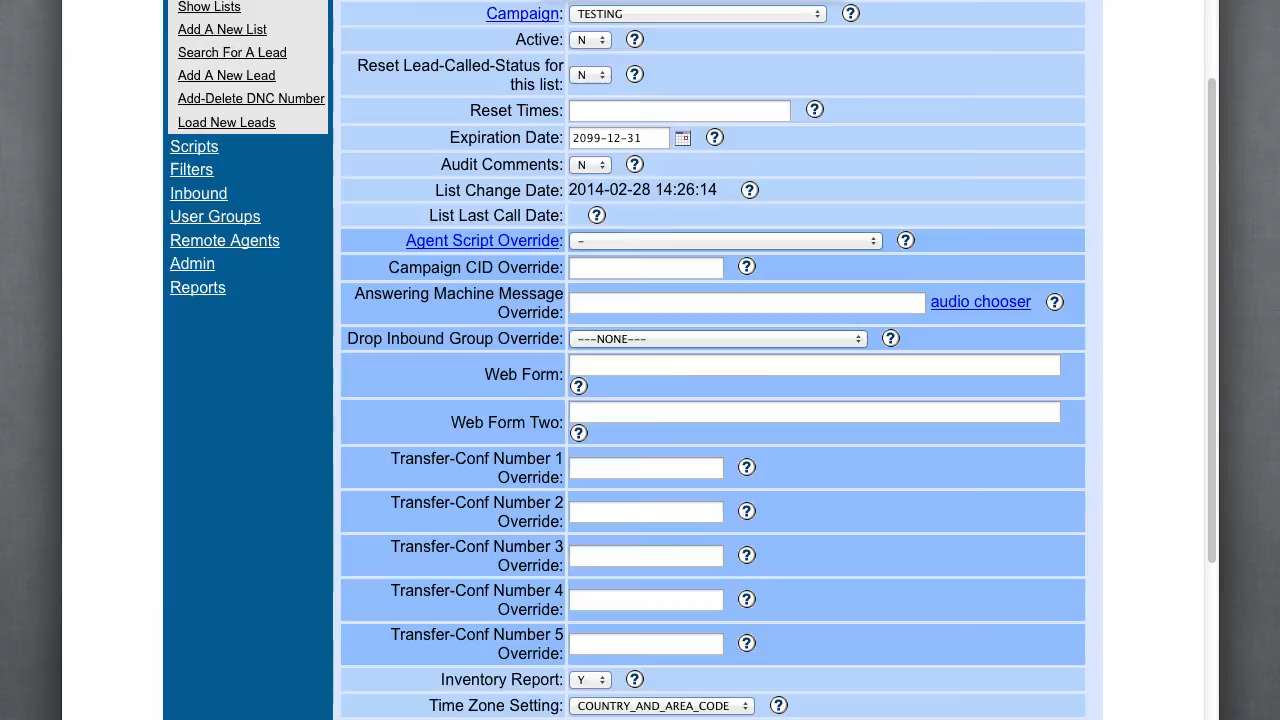 Show Lists
Add A New List
Search For A Lead
Add A New Lead
Add-Delete DNC Number
Load New Leads
Scripts
Filters
Inbound
User Groups
Remote Agents
Admin
Reports
Campaign: TESTING ?
Active: N ?
Reset Lead-Called-Status for
this list: N ?
Reset Times: ?
Expiration Date: 2099-12-31 ?
Audit Comments: N ?
List Change Date: 2014-02-28 14:26:14 ?
List Last Call Date: ?
Agent Script Override: - ?
Campaign CID Override: ?
Answering Machine Message
Override: audio chooser ?
Drop Inbound Group Override: ---NONE--- ?
Web Form:
?
Web Form Two:
?
Transfer-Conf Number 1
Override: ?
Transfer-Conf Number 2
Override: ?
Transfer-Conf Number 3
Override: ?
Transfer-Conf Number 4
Override: ?
Transfer-Conf Number 5
Override: ?
Inventory Report: Y ?
Time Zone Setting: COUNTRY_AND_AREA_CODE ?